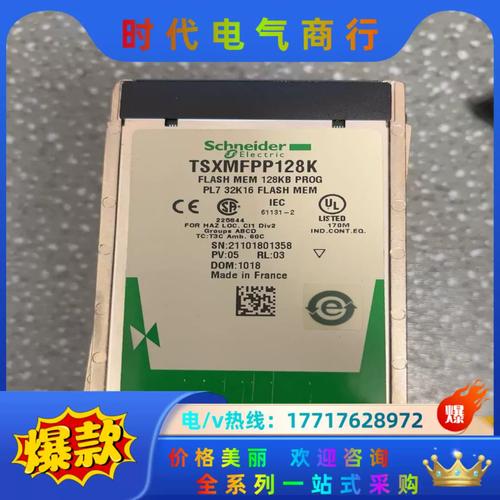 时代电气商行
Schneider
Electric
TSXMFPP128K
FLASH MEM 128KB PROG
PL7 32K16 FLASH MEM
CE
SA
UL
LISTED
IEC
61131-2
225844
170M
FOR HAZ LOC. CI1 Div2
IND.CONT.EQ.
Groups ABCD
TC:T3C Amb. 60C
SN:21101801358
PV:05 RL:03
DOM:1018
Made in France
e
爆款
电/v热线: 17717628972
爆
价格美丽 欢迎咨询
全系列一站式采购